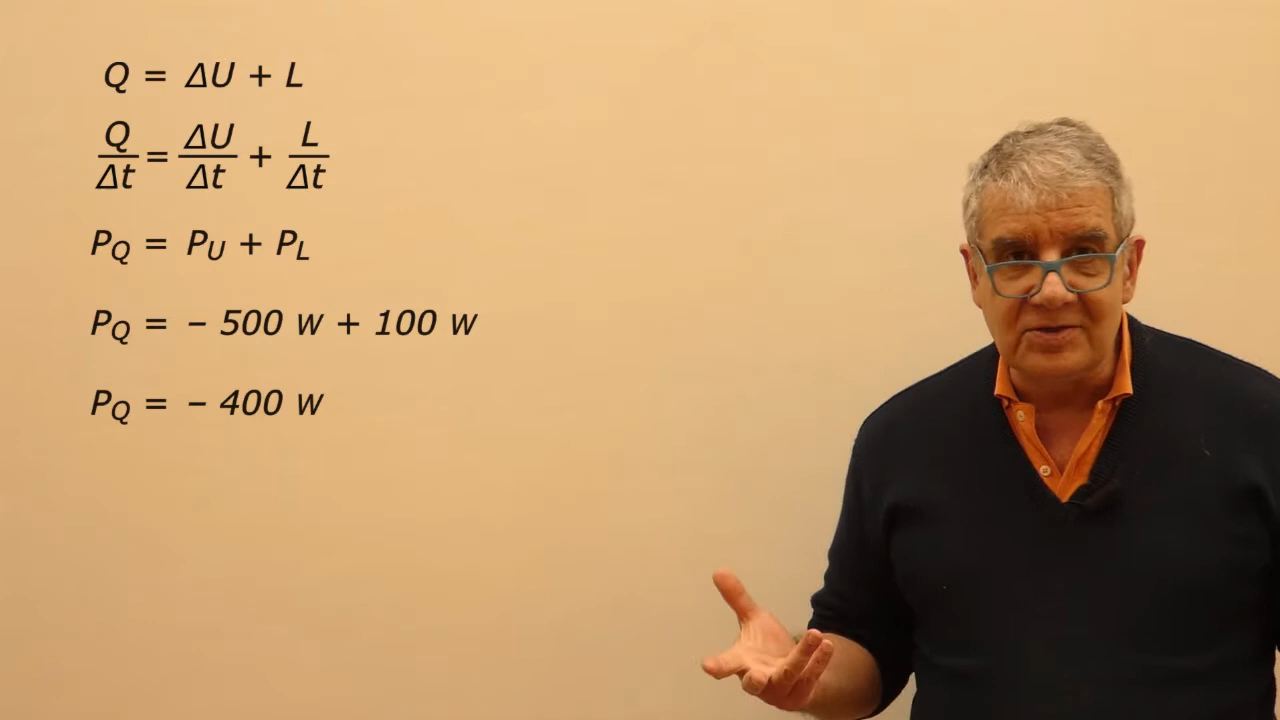 Q = ΔU + L
Q/Δt = ΔU/Δt + L/Δt
P_Q = P_U + P_L
P_Q = – 500 W + 100 W
P_Q = – 400 W